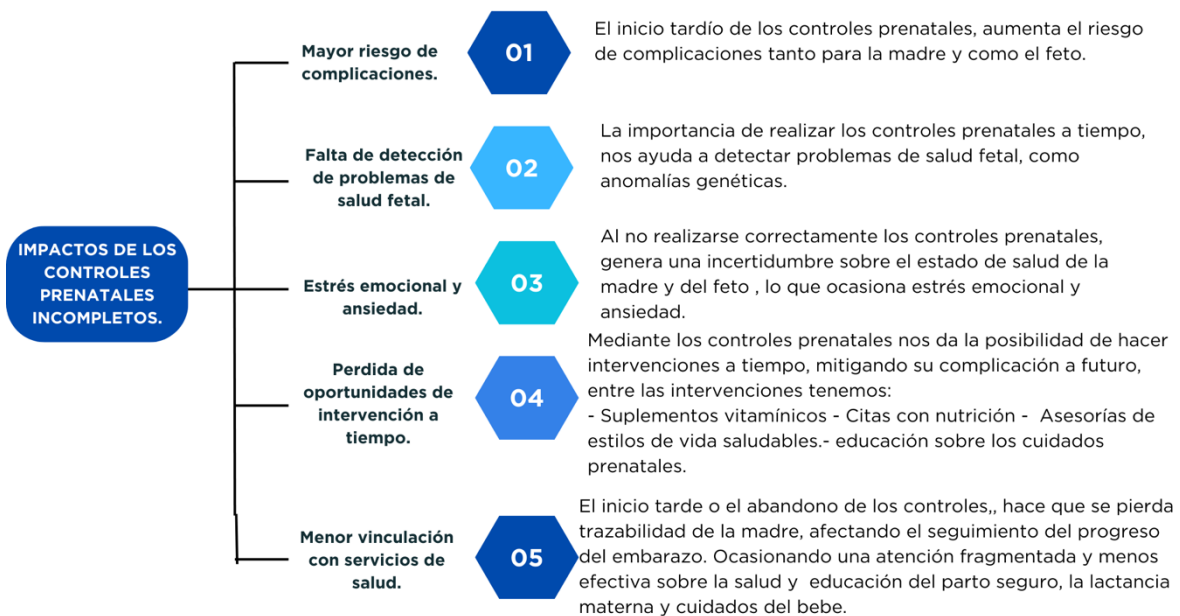 IMPACTOS DE LOS
CONTROLES
PRENATALES
INCOMPLETOS.
Mayor riesgo de
complicaciones.
01
El inicio tardío de los controles prenatales, aumenta el riesgo
de complicaciones tanto para la madre y como el feto.
Falta de detección
de problemas de
salud fetal.
02
La importancia de realizar los controles prenatales a tiempo,
nos ayuda a detectar problemas de salud fetal, como
anomalías genéticas.
Estrés emocional y
ansiedad.
03
Al no realizarse correctamente los controles prenatales,
genera una incertidumbre sobre el estado de salud de la
madre y del feto , lo que ocasiona estrés emocional y
ansiedad.
Perdida de
oportunidades de
intervención a
tiempo.
04
Mediante los controles prenatales nos da la posibilidad de hacer
intervenciones a tiempo, mitigando su complicación a futuro,
entre las intervenciones tenemos:
- Suplementos vitamínicos - Citas con nutrición -  Asesorías de
estilos de vida saludables.- educación sobre los cuidados
prenatales.
Menor vinculación
con servicios de
salud.
05
El inicio tarde o el abandono de los controles,, hace que se pierda
trazabilidad de la madre, afectando el seguimiento del progreso
del embarazo. Ocasionando una atención fragmentada y menos
efectiva sobre la salud y  educación del parto seguro, la lactancia
materna y cuidados del bebe.